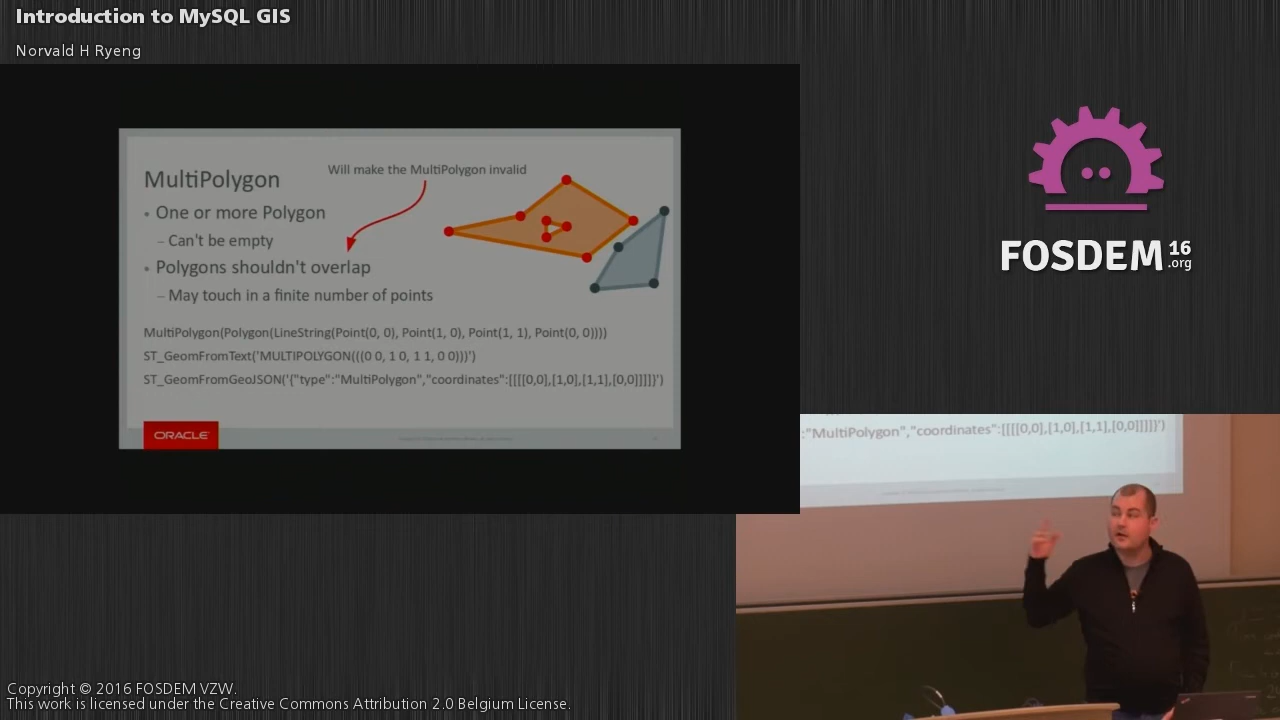 Introduction to MySQL GIS
Norvald H Ryeng
Will make the MultiPolygon invalid
MultiPolygon
• One or more Polygon
– Can't be empty
• Polygons shouldn't overlap
– May touch in a finite number of points
MultiPolygon(Polygon(LineString(Point(0, 0), Point(1, 0), Point(1, 1), Point(0, 0))))
ST_GeomFromText('MULTIPOLYGON(((0 0, 1 0, 1 1, 0 0)))')
ST_GeomFromGeoJSON('{"type":"MultiPolygon","coordinates":[[[[0,0],[1,0],[1,1],[0,0]]]]}')
ORACLE
FOSDEM 16
.org
:"MultiPolygon","coordinates":[[[[0,0],[1,0],[1,1],[0,0]]]]}')
Copyright © 2016 FOSDEM VZW.
This work is licensed under the Creative Commons Attribution 2.0 Belgium License.